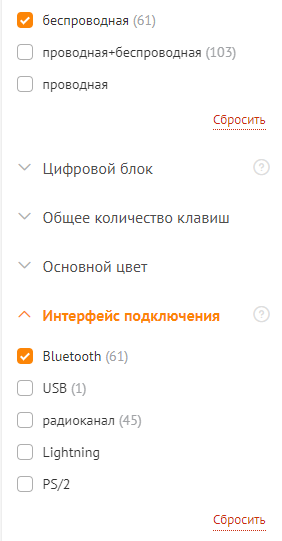 беспроводная (61)
проводная+беспроводная (103)
проводная
Сбросить
Цифровой блок
?
Общее количество клавиш
Основной цвет
Интерфейс подключения
?
Bluetooth (61)
USB (1)
радиоканал (45)
Lightning
PS/2
Сбросить